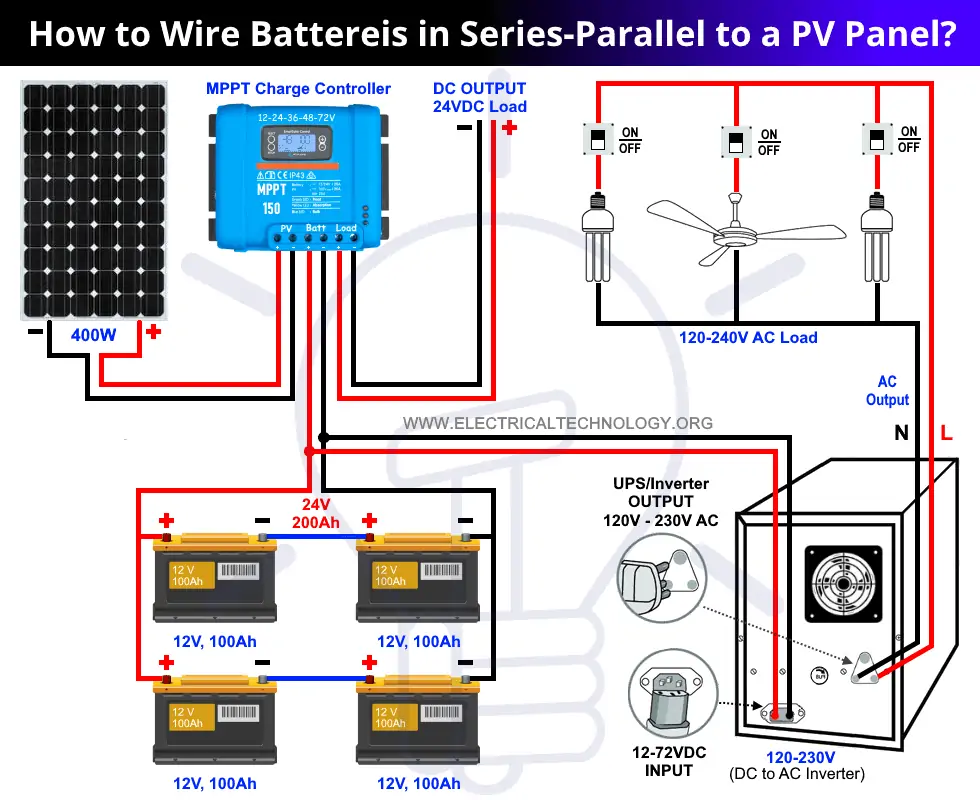 How to Wire Battereis in Series-Parallel to a PV Panel?
MPPT Charge Controller
12-24-36-48-72V
IP43
MPPT
150
PV Batt Load
+ - + - + -
DC OUTPUT
24VDC Load
- +
ON
OFF
ON
OFF
ON
OFF
- 400W +
120-240V AC Load
AC
Output
N L
WWW.ELECTRICALTECHNOLOGY.ORG
24V
200Ah
+ - + -
12 V
100Ah
12 V
100Ah
12V, 100Ah
12V, 100Ah
+ - + -
12 V
100Ah
12 V
100Ah
12V, 100Ah
12V, 100Ah
UPS/Inverter
OUTPUT
120V - 230V AC
12-72VDC
INPUT
120-230V
(DC to AC Inverter)